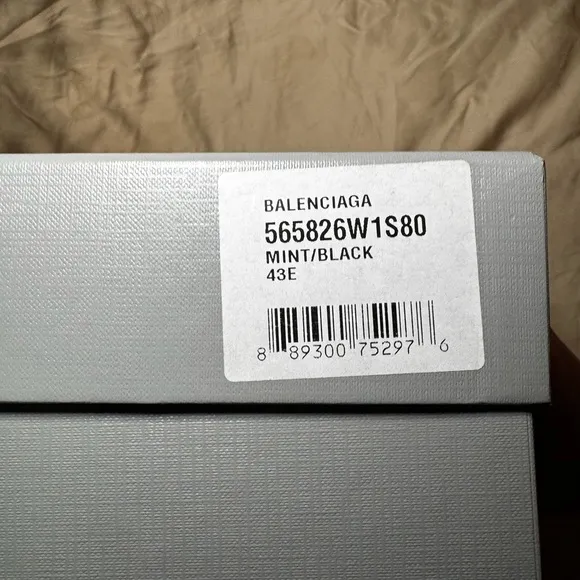 BALENCIAGA
565826W1S80
MINT/BLACK
43E
8 89300 75297 6